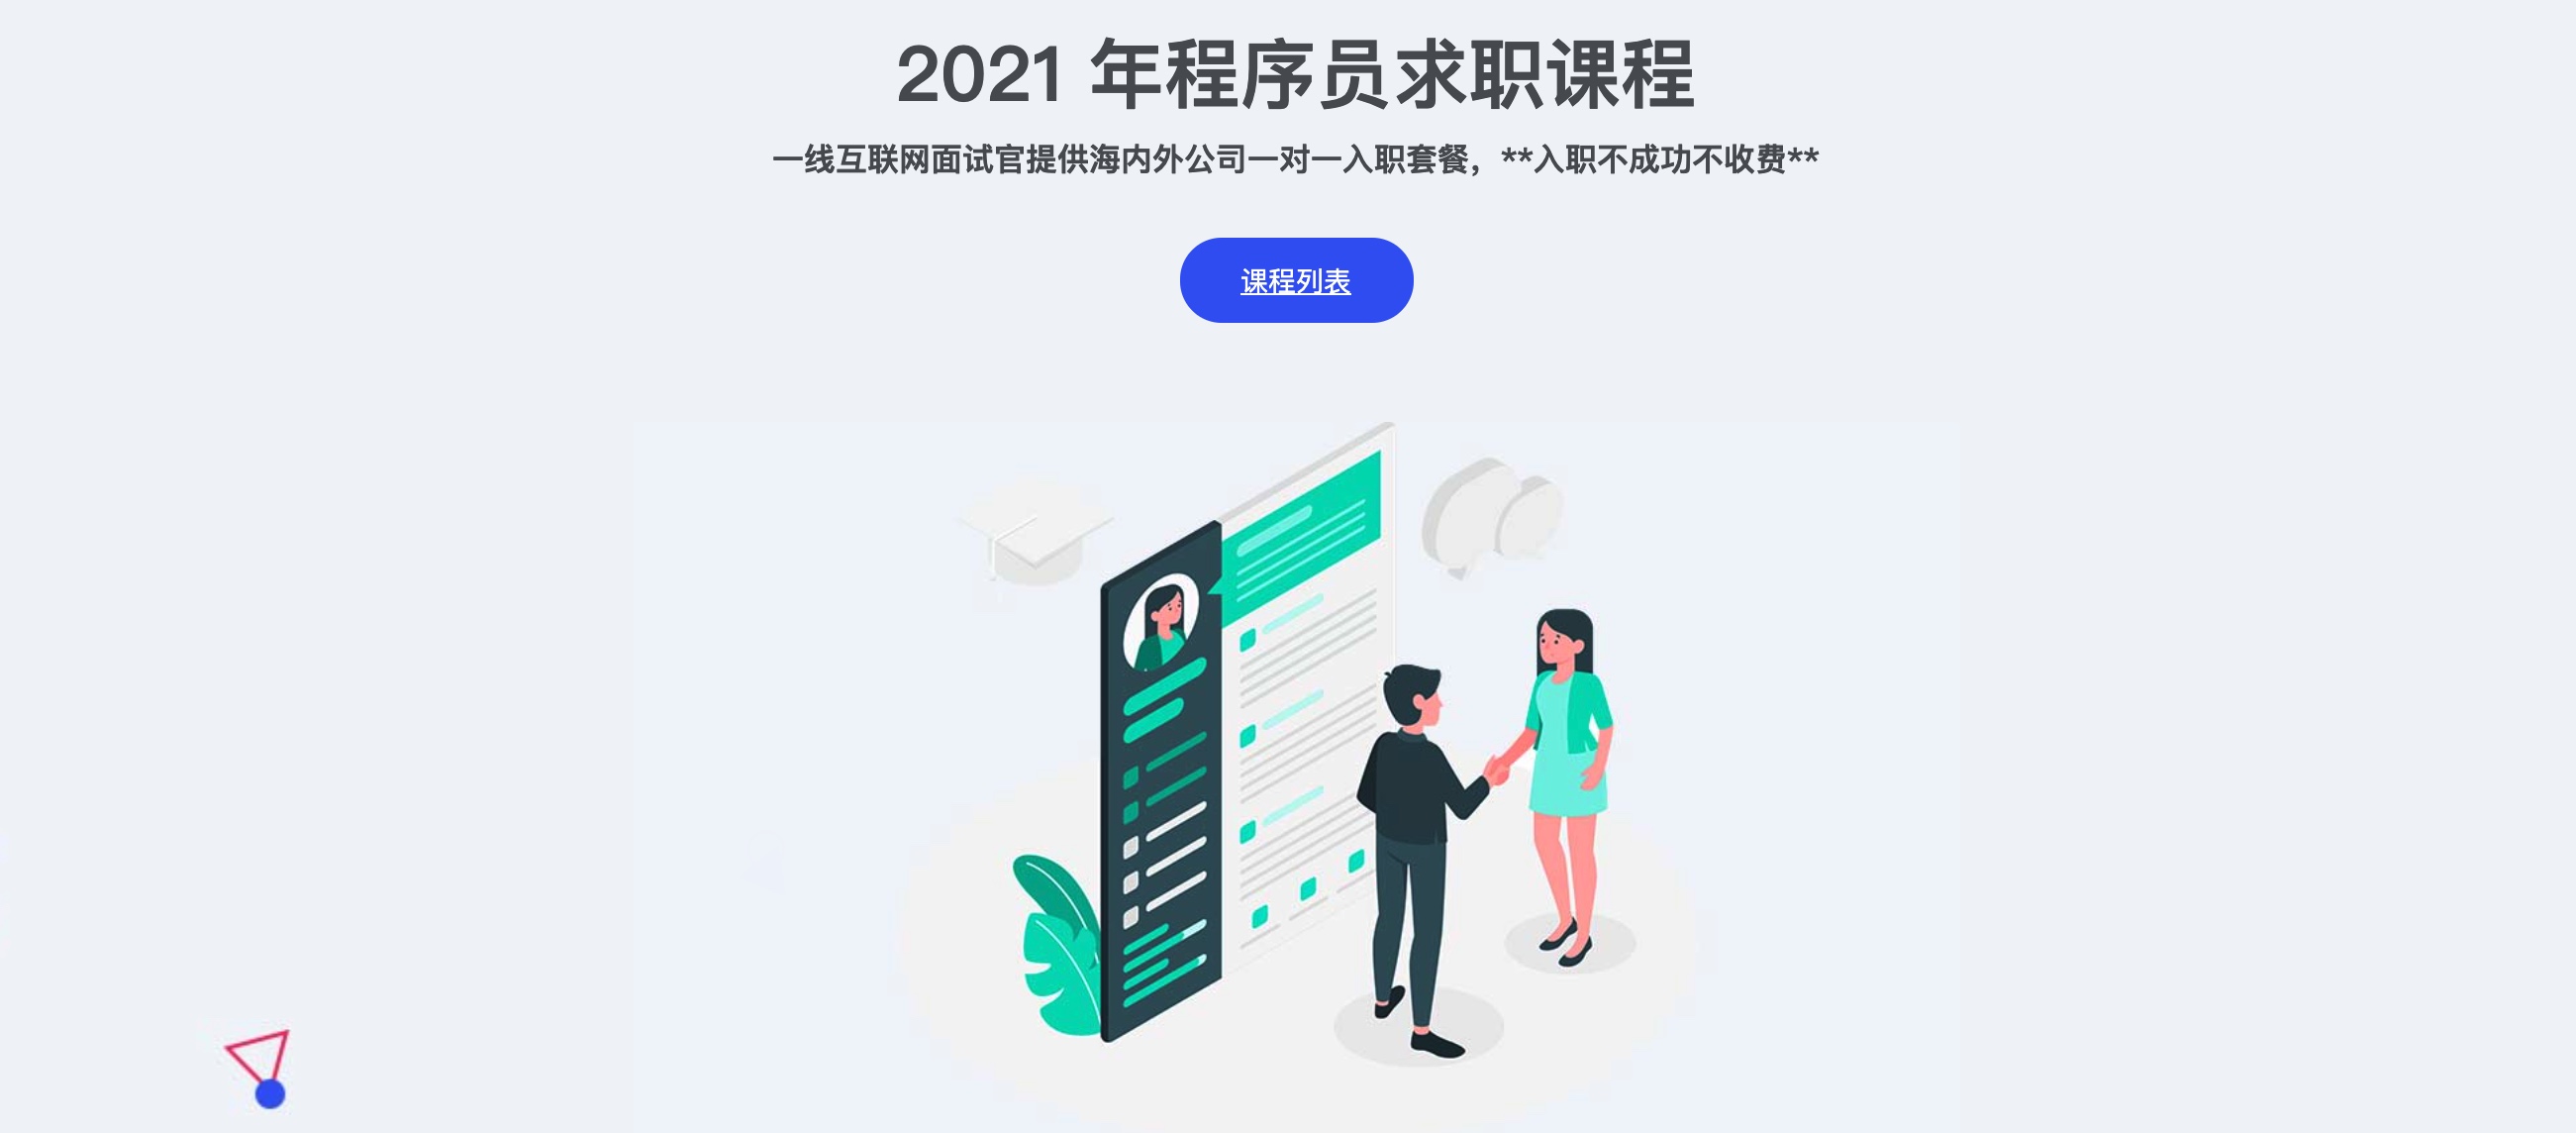 2021 年程序员求职课程
一线互联网面试官提供海内外公司一对一入职套餐，**入职不成功不收费**
课程列表